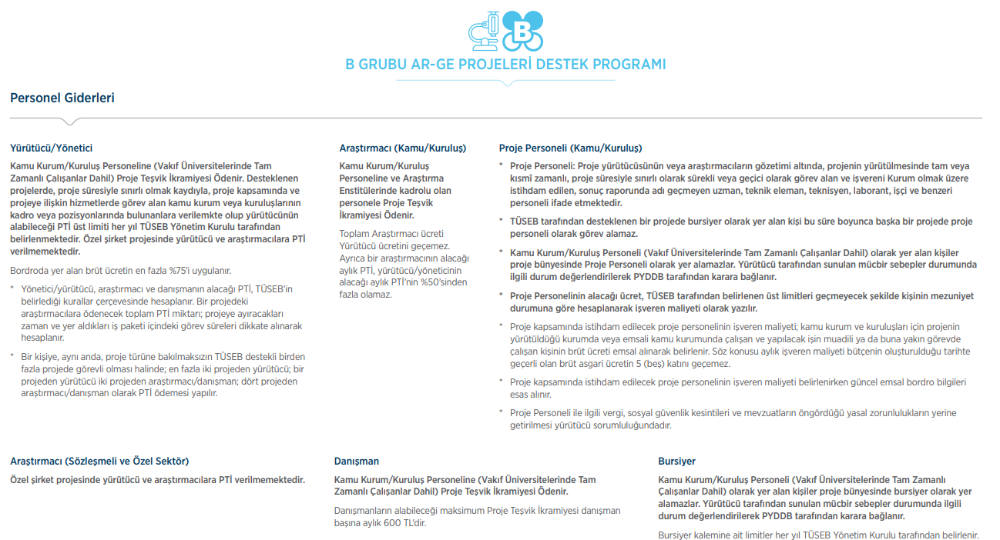 B
B GRUBU AR-GE PROJELERİ DESTEK PROGRAMI
Personel Giderleri
Yürütücü/Yönetici
Kamu Kurum/Kuruluş Personeline (Vakıf Üniversitelerinde Tam
Zamanlı Çalışanlar Dahil) Proje Teşvik İkramiyesi Ödenir. Desteklenen
projelerde, proje süresiyle sınırlı olmak kaydıyla, proje kapsamında ve
projeye ilişkin hizmetlerde görev alan kamu kurum veya kuruluşlarının
kadro veya pozisyonlarında bulunanlara verilemkte olup yürütücünün
alabileceği PTİ üst limiti her yıl TÜSEB Yönetim Kurulu tarafından
belirlenmektedir. Özel şirket projesinde yürütücü ve araştırmacılara PTİ
verilmemektedir.
Bordroda yer alan brüt ücretin en fazla %75'i uygulanır.
* Yönetici/yürütücü, araştırmacı ve danışmanın alacağı PTİ, TÜSEB'in
belirlediği kurallar çerçevesinde hesaplanır. Bir projedeki
araştırmacılara ödenecek toplam PTİ miktarı; projeye ayıracakları
zaman ve yer aldıkları iş paketi içindeki görev süreleri dikkate alınarak
hesaplanır.
* Bir kişiye, aynı anda, proje türüne bakılmaksızın TÜSEB destekli birden
fazla projede görevli olması halinde; en fazla iki projeden yürütücü; bir
projeden yürütücü iki projeden araştırmacı/danışman; dört projeden
araştırmacı/danışman olarak PTİ ödemesi yapılır.
Araştırmacı (Kamu/Kuruluş)
Kamu Kurum/Kuruluş
Personeline ve Araştırma
Enstitülerinde kadrolu olan
personele Proje Teşvik
İkramiyesi Ödenir.
Toplam Araştırmacı ücreti
Yürütücü ücretini geçemez.
Ayrıca bir araştırmacının alacağı
aylık PTİ, yürütücü/yöneticinin
alacağı aylık PTİ'nin %50'sinden
fazla olamaz.
Proje Personeli (Kamu/Kuruluş)
* Proje Personeli: Proje yürütücüsünün veya araştırmacıların gözetimi altında, projenin yürütülmesinde tam veya
kısmî zamanlı, proje süresiyle sınırlı olarak sürekli veya geçici olarak görev alan ve işvereni Kurum olmak üzere
istihdam edilen, sonuç raporunda adı geçmeyen uzman, teknik eleman, teknisyen, laborant, işçi ve benzeri
personeli ifade etmektedir.
* TÜSEB tarafından desteklenen bir projede bursiyer olarak yer alan kişi bu süre boyunca başka bir projede proje
personeli olarak görev alamaz.
* Kamu Kurum/Kuruluş Personeli (Vakıf Üniversitelerinde Tam Zamanlı Çalışanlar Dahil) olarak yer alan kişiler
proje bünyesinde Proje Personeli olarak yer alamazlar. Yürütücü tarafından sunulan mücbir sebepler durumunda
ilgili durum değerlendirilerek PYDDB tarafından karara bağlanır.
* Proje Personelinin alacağı ücret, TÜSEB tarafından belirlenen üst limitleri geçmeyecek şekilde kişinin mezuniyet
durumuna göre hesaplanarak işveren maliyeti olarak yazılır.
* Proje kapsamında istihdam edilecek proje personelinin işveren maliyeti; kamu kurum ve kuruluşları için projenin
yürütüldüğü kurumda veya emsali kamu kurumunda çalışan ve yapılacak işin muadili ya da buna yakın görevde
çalışan kişinin brüt ücreti emsal alınarak belirlenir. Söz konusu aylık işveren maliyeti bütçenin oluşturulduğu tarihte
geçerli olan brüt asgari ücretin 5 (beş) katını geçemez.
* Proje kapsamında istihdam edilecek proje personelinin işveren maliyeti belirlenirken güncel emsal bordro bilgileri
esas alınır.
* Proje Personeli ile ilgili vergi, sosyal güvenlik kesintileri ve mevzuatların öngördüğü yasal zorunlulukların yerine
getirilmesi yürütücü sorumluluğundadır.
Araştırmacı (Sözleşmeli ve Özel Sektör)
Özel şirket projesinde yürütücü ve araştırmacılara PTİ verilmemektedir.
Danışman
Kamu Kurum/Kuruluş Personeline (Vakıf Üniversitelerinde Tam
Zamanlı Çalışanlar Dahil) Proje Teşvik İkramiyesi Ödenir.
Danışmanların alabileceği maksimum Proje Teşvik İkramiyesi danışman
başına aylık 600 TL'dir.
Bursiyer
Kamu Kurum/Kuruluş Personeli (Vakıf Üniversitelerinde Tam Zamanlı
Çalışanlar Dahil) olarak yer alan kişiler proje bünyesinde bursiyer olarak yer
alamazlar. Yürütücü tarafından sunulan mücbir sebepler durumunda ilgili
durum değerlendirilerek PYDDB tarafından karara bağlanır.
Bursiyer kalemine ait limitler her yıl TÜSEB Yönetim Kurulu tarafından belirlenir.